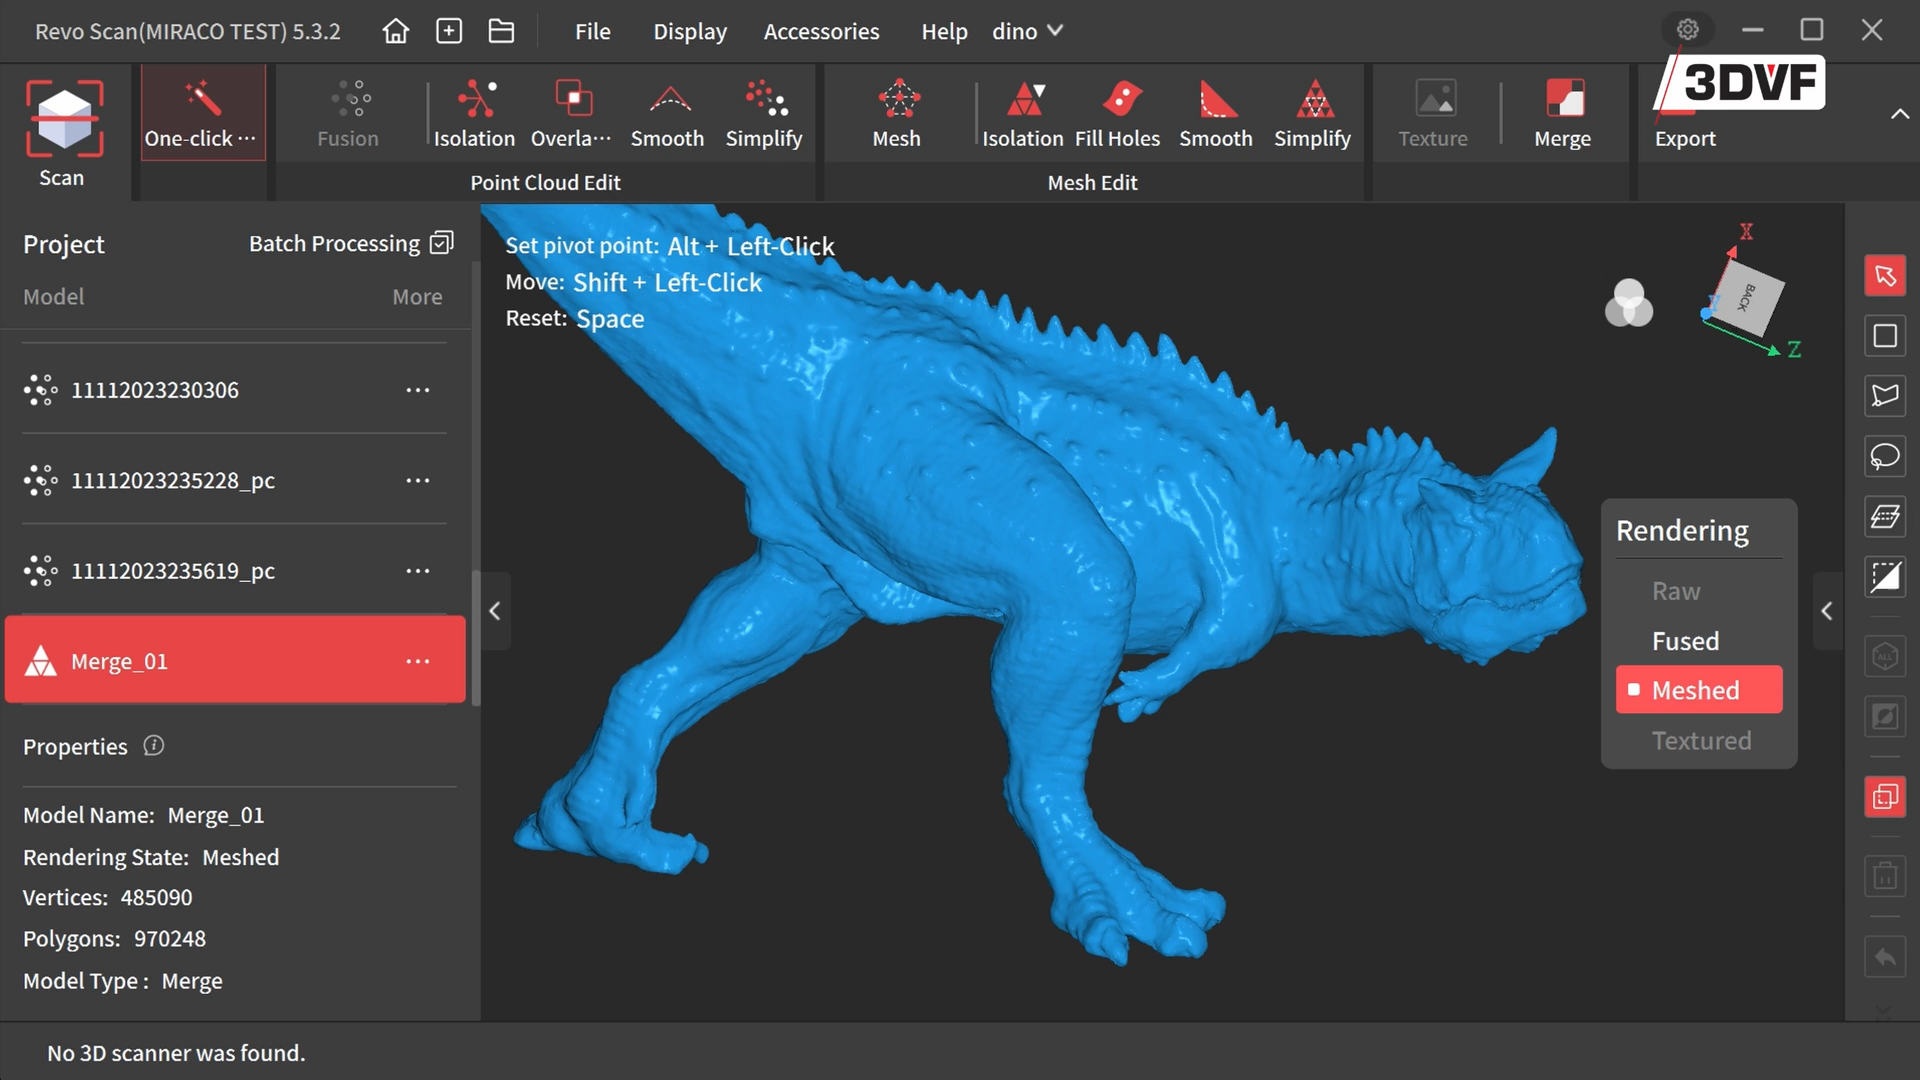 Revo Scan(MIRACO TEST) 5.3.2
File
Display
Accessories
Help
dino
3DVF
Scan
One-click ···
Fusion
Isolation
Overla···
Smooth
Simplify
Point Cloud Edit
Mesh
Isolation
Fill Holes
Smooth
Simplify
Mesh Edit
Texture
Merge
Export
Project
Batch Processing
Model
More
11112023230306
11112023235228_pc
11112023235619_pc
Merge_01
Properties
Model Name: Merge_01
Rendering State: Meshed
Vertices: 485090
Polygons: 970248
Model Type : Merge
Set pivot point: Alt + Left-Click
Move: Shift + Left-Click
Reset: Space
X
BACK
Z
Rendering
Raw
Fused
Meshed
Textured
ALL
No 3D scanner was found.